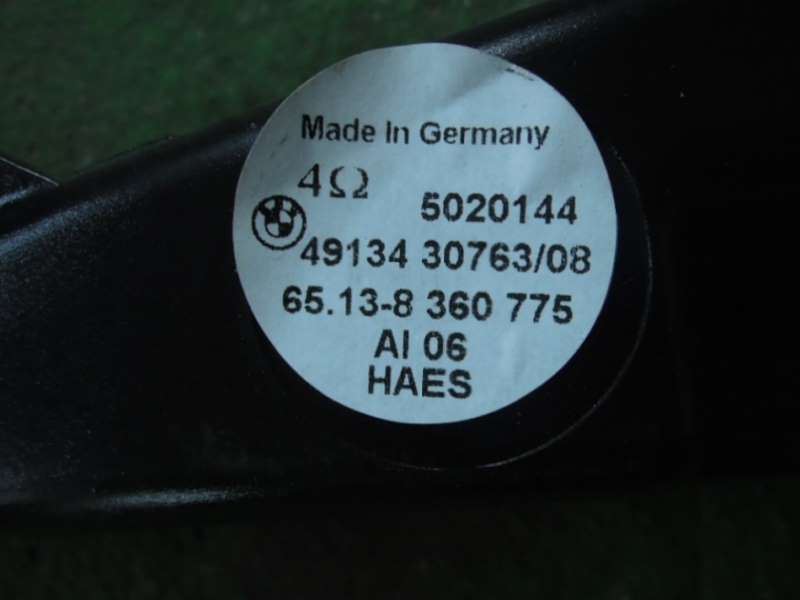 Made In Germany
4Ω 5020144
49134 30763/08
65.13-8 360 775
AI 06
HAES